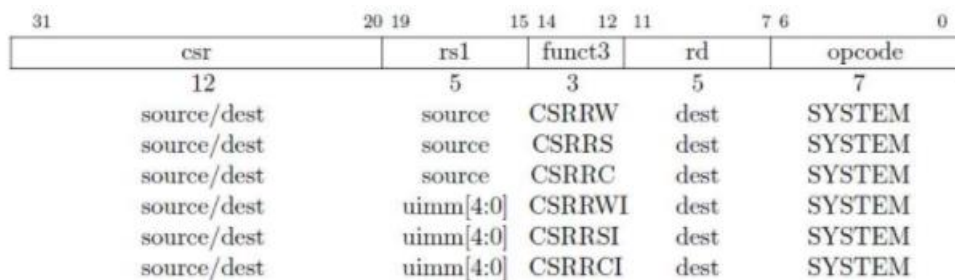 31 20 19 15 14 12 11 7 6 0
csr rs1 funct3 rd opcode
12 5 3 5 7
source/dest source CSRRW dest SYSTEM
source/dest source CSRRS dest SYSTEM
source/dest source CSRRC dest SYSTEM
source/dest uimm[4:0] CSRRWI dest SYSTEM
source/dest uimm[4:0] CSRRSI dest SYSTEM
source/dest uimm[4:0] CSRRCI dest SYSTEM